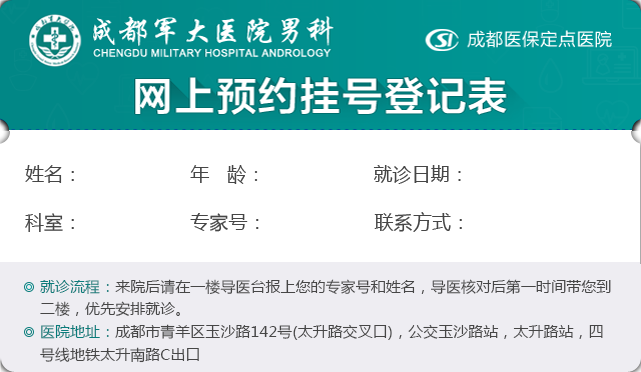 成都军大医院男科
CHENGDU MILITARY HOSPITAL ANDROLOGY
成都医保定点医院
网上预约挂号登记表
姓名： 年 龄： 就诊日期：
科室： 专家号： 联系方式：
就诊流程：来院后请在一楼导医台报上您的专家号和姓名，导医核对后第一时间带您到
二楼，优先安排就诊。
医院地址：成都市青羊区玉沙路142号(太升路交叉口)，公交玉沙路站，太升路站，四
号线地铁太升南路C出口